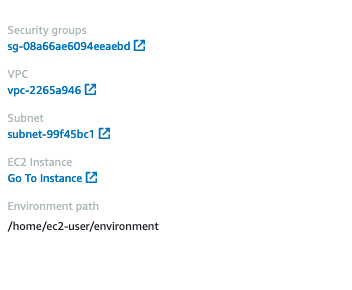 Security groups
sg-08a66ae6094eeaebd
VPC
vpc-2265a946
Subnet
subnet-99f45bc1
EC2 Instance
Go To Instance
Environment path
/home/ec2-user/environment